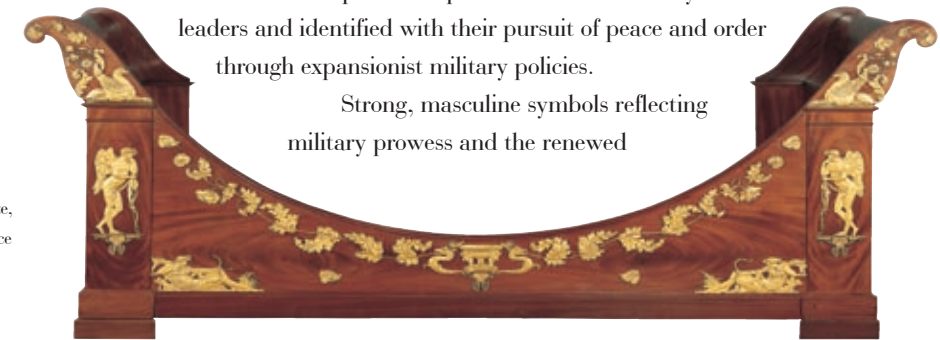 leaders and identified with their pursuit of peace and order
through expansionist military policies.
Strong, masculine symbols reflecting
military prowess and the renewed